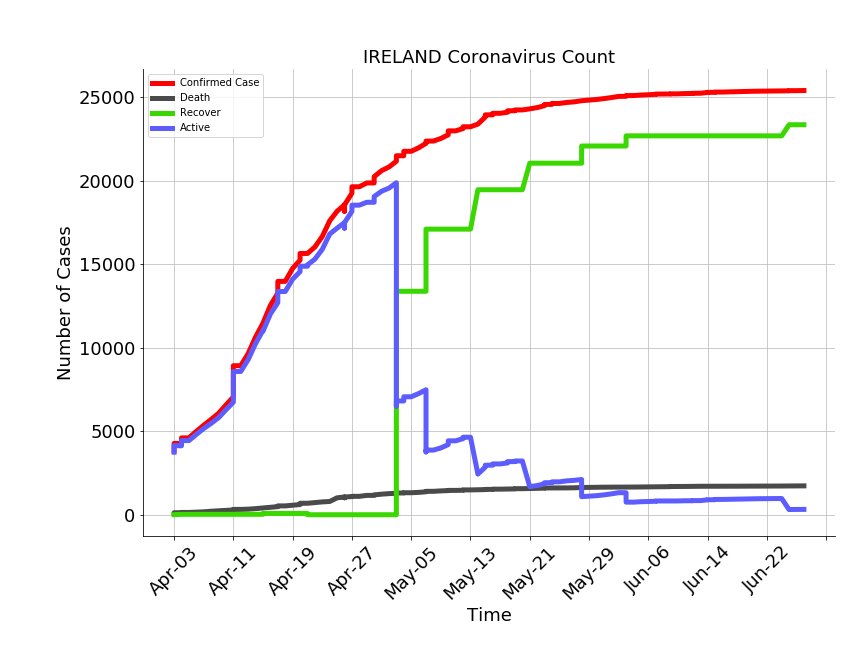 IRELAND Coronavirus Count
Confirmed Case
Death
Recover
Active
25000
20000
15000
10000
5000
0
Number of Cases
Apr-03
Apr-11
Apr-19
Apr-27
May-05
May-13
May-21
May-29
Jun-06
Jun-14
Jun-22
Time